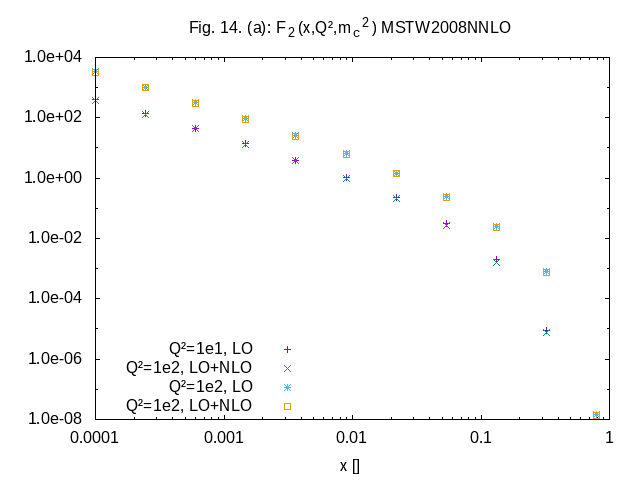 Fig. 14. (a): F₂(x,Q²,m_c²) MSTW2008NNLO
1.0e+04
1.0e+02
1.0e+00
1.0e-02
1.0e-04
1.0e-06
1.0e-08
Q²=1e1, LO
Q²=1e2, LO+NLO
Q²=1e2, LO
Q²=1e2, LO+NLO
0.0001 0.001 0.01 0.1 1
x []